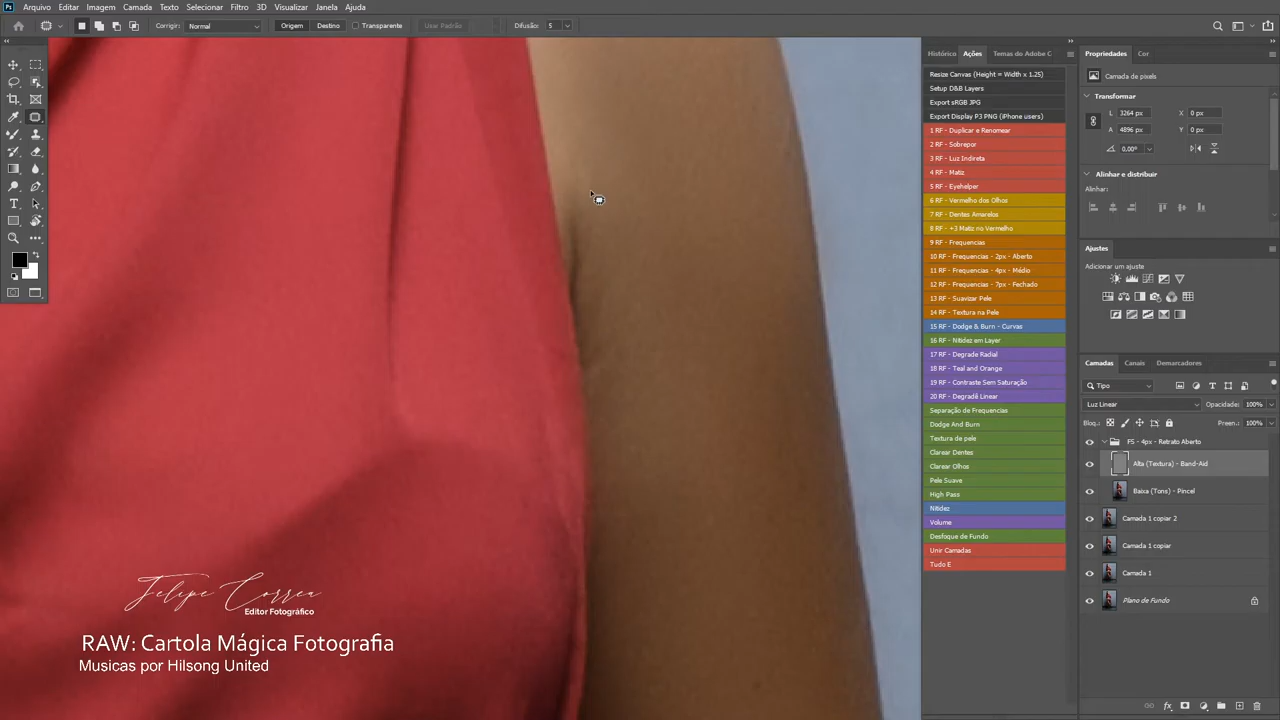 Arquivo Editar Imagem Camada Texto Selecionar Filtro 3D Visualizar Janela Ajuda
Corrigir: Normal Origem Destino Transparente Usar Padrão Difusão: 5
Histórico Ações Temas do Adobe C
Resize Canvas (Height = Width x 1.25)
Setup D&B Layers
Export sRGB JPG
Export Display P3 PNG (iPhone users)
1 RF - Duplicar e Renomear
2 RF - Sobrepor
3 RF - Luz Indireta
4 RF - Matiz
5 RF - Eyehelper
6 RF - Vermelho dos Olhos
7 RF - Dentes Amarelos
8 RF - +3 Matiz no Vermelho
9 RF - Frequencias
10 RF - Frequencias - 2px - Aberto
11 RF - Frequencias - 4px - Médio
12 RF - Frequencias - 7px - Fechado
13 RF - Suavizar Pele
14 RF - Textura na Pele
15 RF - Dodge & Burn - Curvas
16 RF - Nitidez em Layer
17 RF - Degrade Radial
18 RF - Teal and Orange
19 RF - Contraste Sem Saturação
20 RF - Degradê Linear
Separação de Frequencias
Dodge And Burn
Textura de pele
Clarear Dentes
Clarear Olhos
Pele Suave
High Pass
Nitidez
Volume
Desfoque de Fundo
Unir Camadas
Tudo E
Propriedades Cor
Camada de pixels
Transformar
L 3264 px X 0 px
A 4896 px Y 0 px
0,00°
Alinhar e distribuir
Alinhar:
Ajustes
Adicionar um ajuste
Camadas Canais Demarcadores
Tipo
Luz Linear Opacidade: 100%
Bloq.: Preen.: 100%
FS - 4px - Retrato Aberto
Alta (Textura) - Band-Aid
Baixa (Tons) - Pincel
Camada 1 copiar 2
Camada 1 copiar
Camada 1
Plano de Fundo
Felipe Correa
Editor Fotográfico
RAW: Cartola Mágica Fotografia
Musicas por Hilsong United